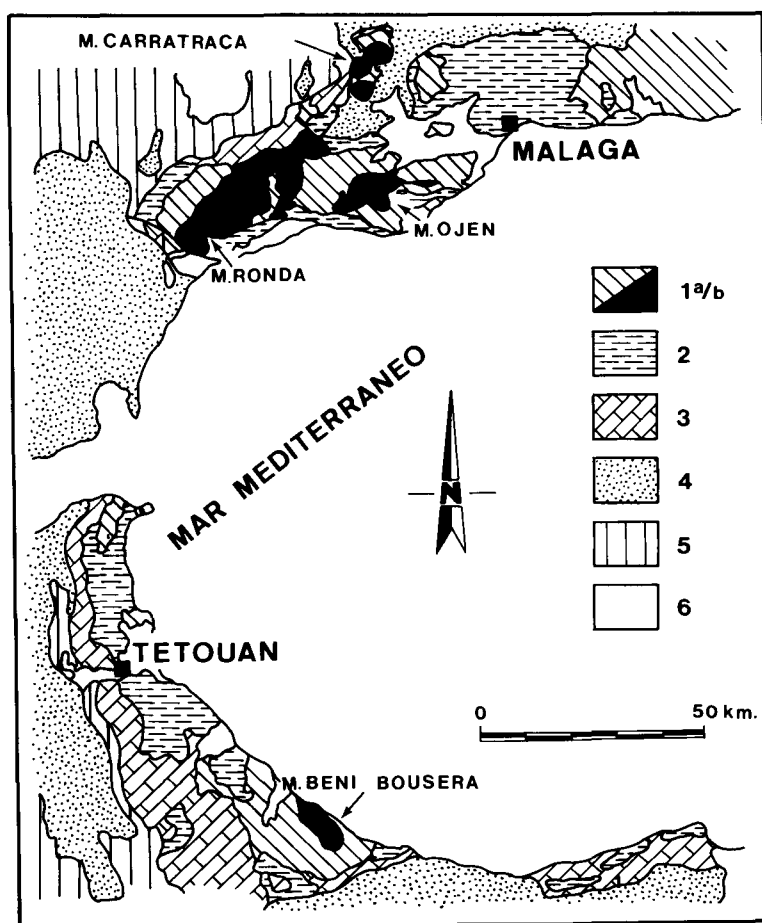 M. CARRATRACA
MALAGA
M. OJEN
M. RONDA
1a/b
2
MAR MEDITERRANEO
3
4
N
5
6
TETOUAN
0 50 km.
M. BENI BOUSERA